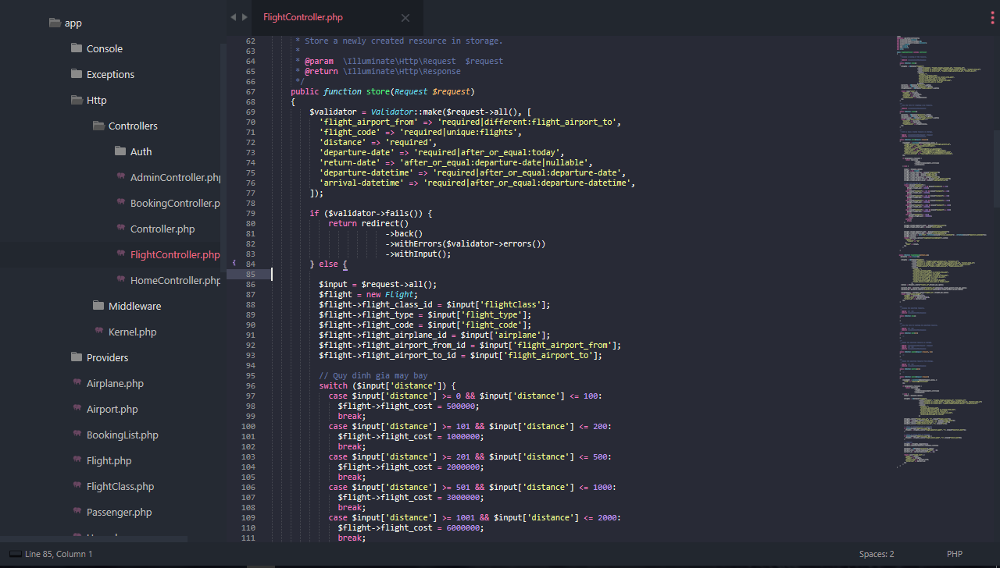 app
Console
Exceptions
Http
Controllers
Auth
AdminController.php
BookingController.p
Controller.php
FlightController.php
HomeController.php
Middleware
Kernel.php
Providers
Airplane.php
Airport.php
BookingList.php
Flight.php
FlightClass.php
Passenger.php
FlightController.php
62 * Store a newly created resource in storage.
63 *
64 * @param  \Illuminate\Http\Request  $request
65 * @return \Illuminate\Http\Response
66 */
67 public function store(Request $request)
68 {
69 $validator = Validator::make($request->all(), [
70 'flight_airport_from' => 'required|different:flight_airport_to',
71 'flight_code' => 'required|unique:flights',
72 'distance' => 'required',
73 'departure-date' => 'required|after_or_equal:today',
74 'return-date' => 'after_or_equal:departure-date|nullable',
75 'departure-datetime' => 'required|after_or_equal:departure-date',
76 'arrival-datetime' => 'required|after_or_equal:departure-datetime',
77 ]);
78
79 if ($validator->fails()) {
80 return redirect()
81 ->back()
82 ->withErrors($validator->errors())
83 ->withInput();
{ 84 } else {
85
86 $input = $request->all();
87 $flight = new Flight;
88 $flight->flight_class_id = $input['flightClass'];
89 $flight->flight_type = $input['flight_type'];
90 $flight->flight_code = $input['flight_code'];
91 $flight->flight_airplane_id = $input['airplane'];
92 $flight->flight_airport_from_id = $input['flight_airport_from'];
93 $flight->flight_airport_to_id = $input['flight_airport_to'];
94
95 // Quy dinh gia may bay
96 switch ($input['distance']) {
97 case $input['distance'] >= 0 && $input['distance'] <= 100:
98 $flight->flight_cost = 500000;
99 break;
100 case $input['distance'] >= 101 && $input['distance'] <= 200:
101 $flight->flight_cost = 1000000;
102 break;
103 case $input['distance'] >= 201 && $input['distance'] <= 500:
104 $flight->flight_cost = 2000000;
105 break;
106 case $input['distance'] >= 501 && $input['distance'] <= 1000:
107 $flight->flight_cost = 3000000;
108 break;
109 case $input['distance'] >= 1001 && $input['distance'] <= 2000:
110 $flight->flight_cost = 6000000;
111 break;
Line 85, Column 1
Spaces: 2
PHP